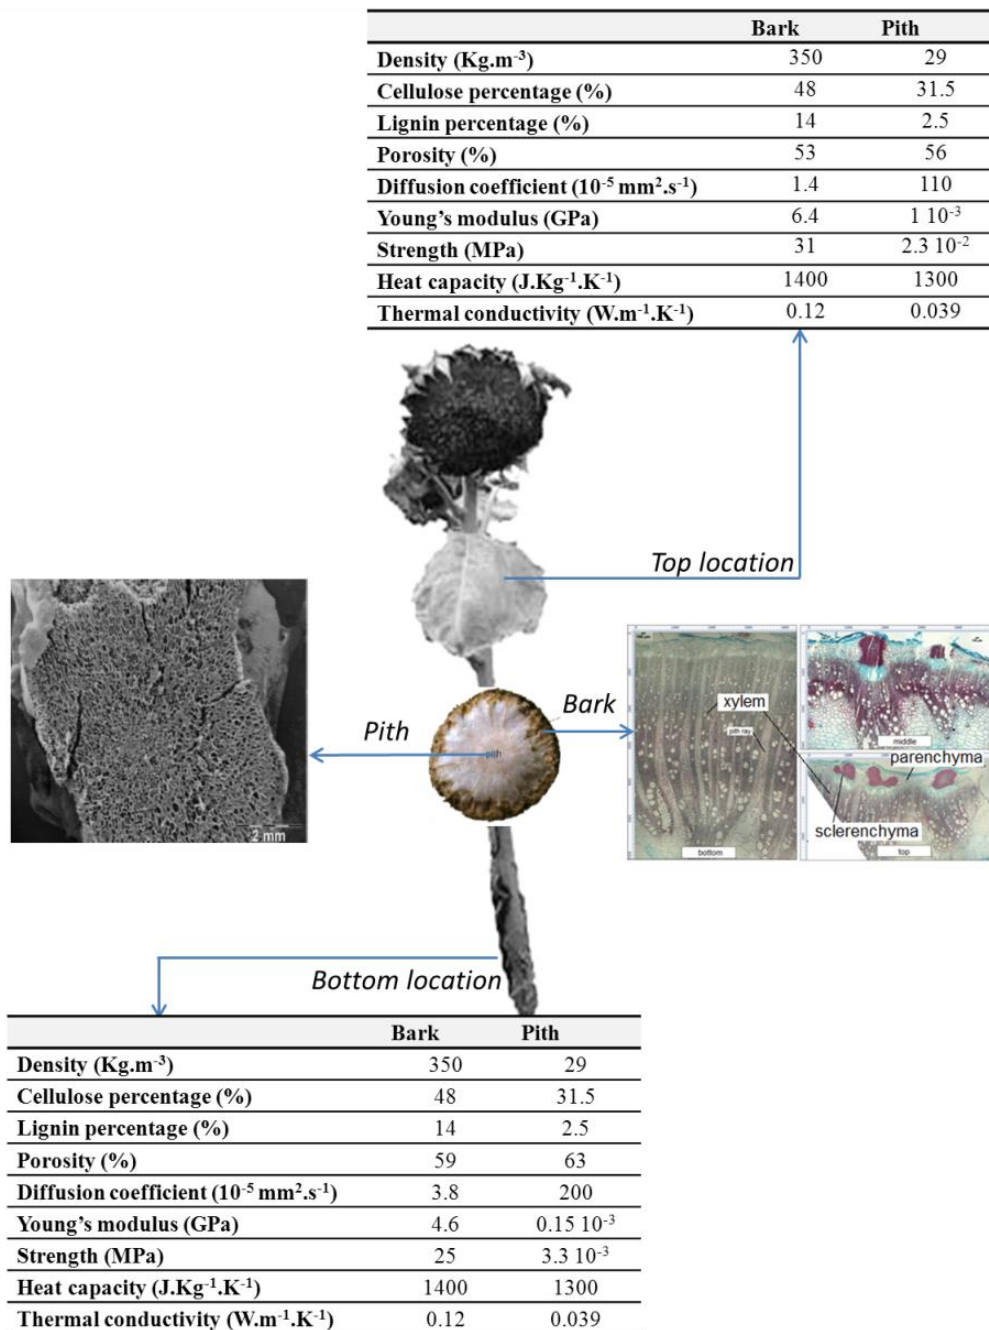 Bark Pith
Density (Kg.m⁻³) 350 29
Cellulose percentage (%) 48 31.5
Lignin percentage (%) 14 2.5
Porosity (%) 53 56
Diffusion coefficient (10⁻⁵ mm².s⁻¹) 1.4 110
Young's modulus (GPa) 6.4 1 10⁻³
Strength (MPa) 31 2.3 10⁻²
Heat capacity (J.Kg⁻¹.K⁻¹) 1400 1300
Thermal conductivity (W.m⁻¹.K⁻¹) 0.12 0.039
Top location
Pith
2 mm
pith
Bark
xylem
pith ray
bottom
middle
parenchyma
sclerenchyma
top
Bottom location
Bark Pith
Density (Kg.m⁻³) 350 29
Cellulose percentage (%) 48 31.5
Lignin percentage (%) 14 2.5
Porosity (%) 59 63
Diffusion coefficient (10⁻⁵ mm².s⁻¹) 3.8 200
Young's modulus (GPa) 4.6 0.15 10⁻³
Strength (MPa) 25 3.3 10⁻³
Heat capacity (J.Kg⁻¹.K⁻¹) 1400 1300
Thermal conductivity (W.m⁻¹.K⁻¹) 0.12 0.039